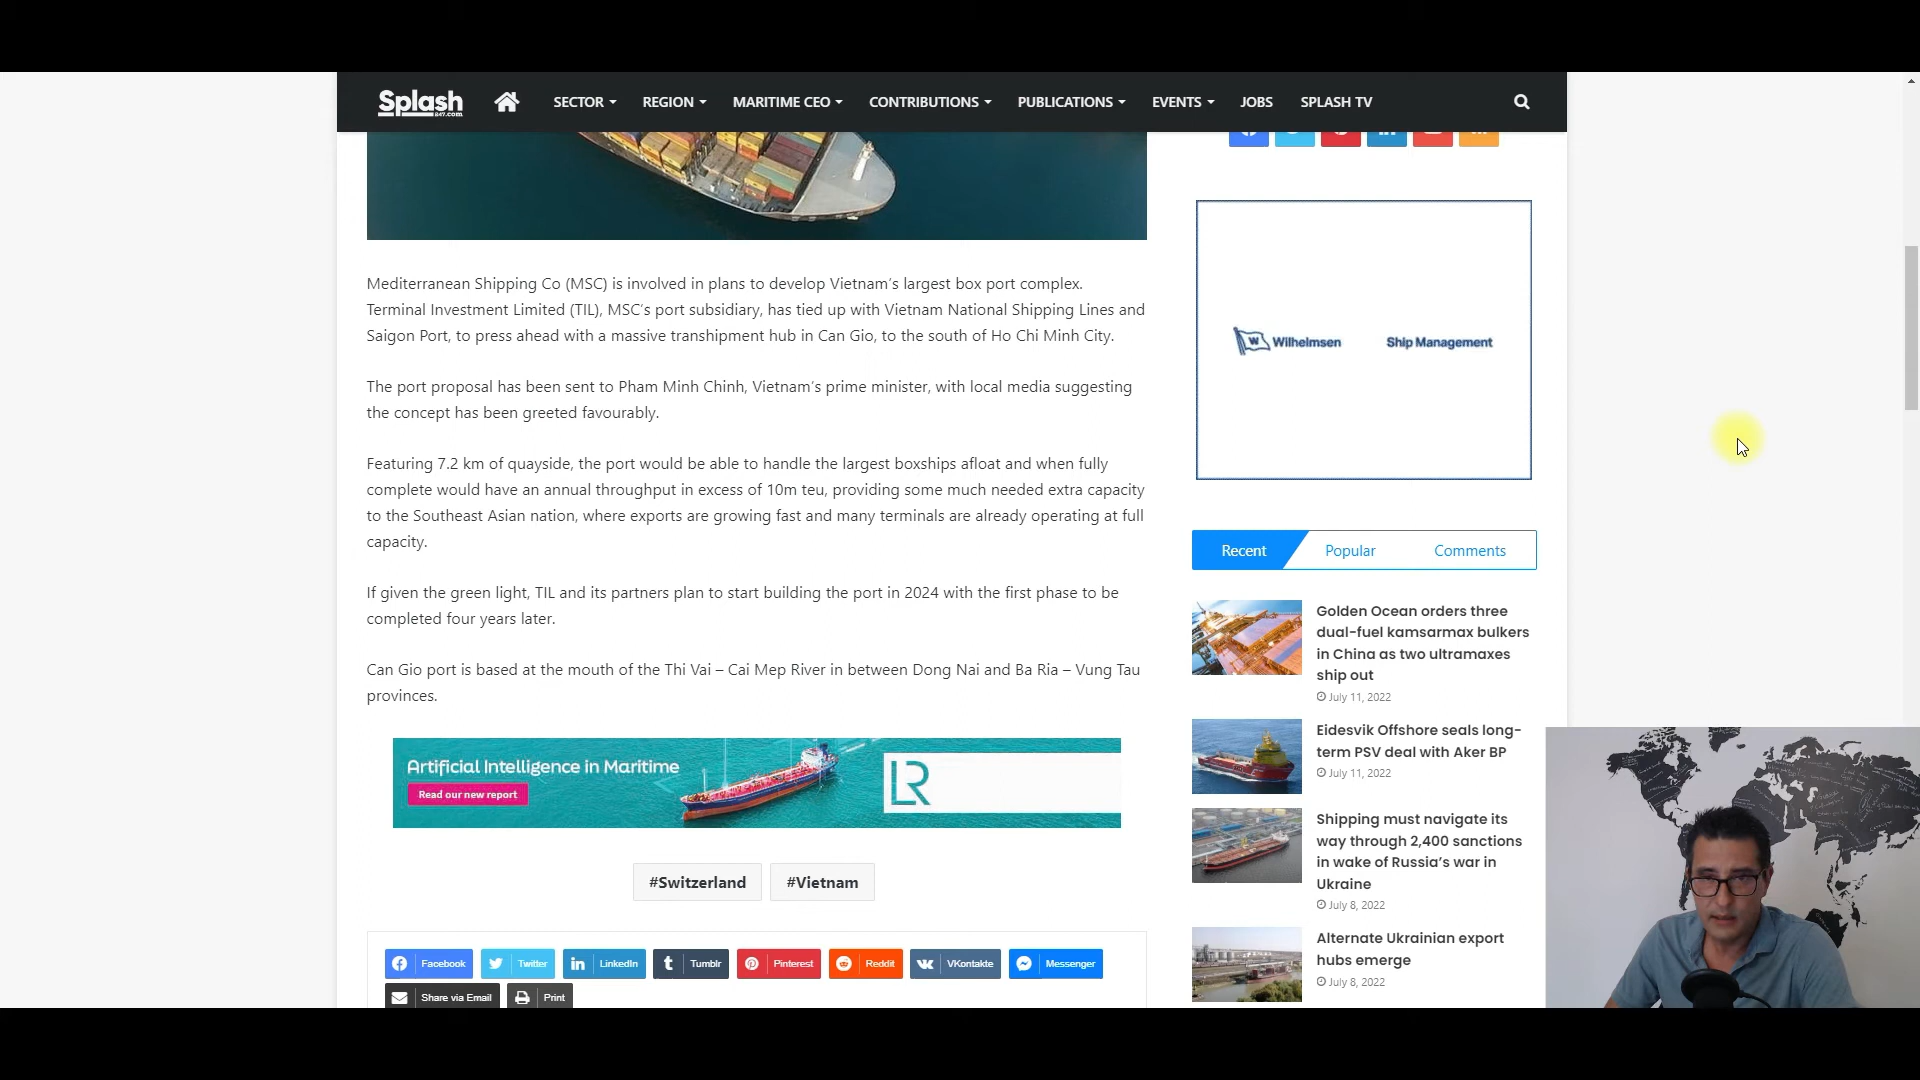 Splash
247.com
SECTOR
REGION
MARITIME CEO
CONTRIBUTIONS
PUBLICATIONS
EVENTS
JOBS
SPLASH TV
Mediterranean Shipping Co (MSC) is involved in plans to develop Vietnam’s largest box port complex.
Terminal Investment Limited (TIL), MSC’s port subsidiary, has tied up with Vietnam National Shipping Lines and
Saigon Port, to press ahead with a massive transhipment hub in Can Gio, to the south of Ho Chi Minh City.
The port proposal has been sent to Pham Minh Chinh, Vietnam’s prime minister, with local media suggesting
the concept has been greeted favourably.
Featuring 7.2 km of quayside, the port would be able to handle the largest boxships afloat and when fully
complete would have an annual throughput in excess of 10m teu, providing some much needed extra capacity
to the Southeast Asian nation, where exports are growing fast and many terminals are already operating at full
capacity.
If given the green light, TIL and its partners plan to start building the port in 2024 with the first phase to be
completed four years later.
Can Gio port is based at the mouth of the Thi Vai – Cai Mep River in between Dong Nai and Ba Ria – Vung Tau
provinces.
Artificial Intelligence in Maritime
Read our new report
LR
#Switzerland
#Vietnam
Facebook
Twitter
LinkedIn
Tumblr
Pinterest
Reddit
VKontakte
Messenger
Share via Email
Print
W Wilhelmsen
Ship Management
Recent
Popular
Comments
Golden Ocean orders three
dual-fuel kamsarmax bulkers
in China as two ultramaxes
ship out
July 11, 2022
Eidesvik Offshore seals long-
term PSV deal with Aker BP
July 11, 2022
Shipping must navigate its
way through 2,400 sanctions
in wake of Russia’s war in
Ukraine
July 8, 2022
Alternate Ukrainian export
hubs emerge
July 8, 2022